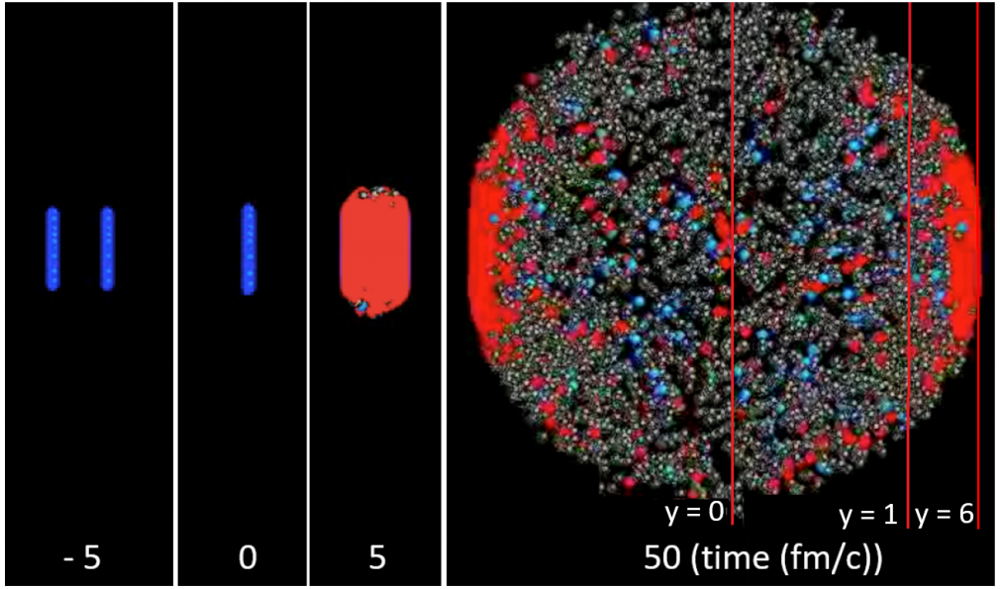 y = 0
y = 1
y = 6
- 5
0
5
50 (time (fm/c))